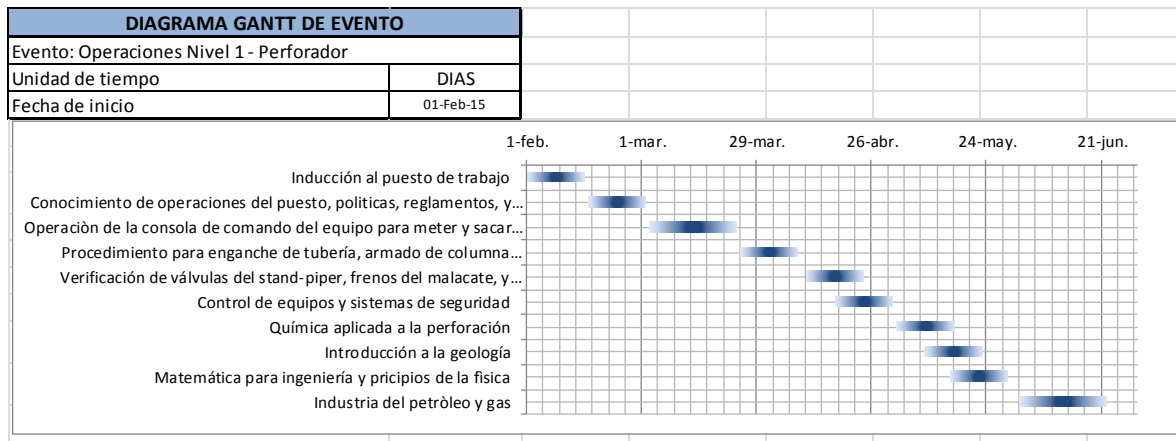 DIAGRAMA GANTT DE EVENTO
Evento: Operaciones Nivel 1 - Perforador
Unidad de tiempo DIAS
Fecha de inicio 01-Feb-15
1-feb. 1-mar. 29-mar. 26-abr. 24-may. 21-jun.
Inducción al puesto de trabajo
Conocimiento de operaciones del puesto, politicas, reglamentos, y...
Operaciòn de la consola de comando del equipo para meter y sacar...
Procedimiento para enganche de tubería, armado de columna...
Verificación de válvulas del stand-piper, frenos del malacate, y...
Control de equipos y sistemas de seguridad
Química aplicada a la perforación
Introducción a la geología
Matemática para ingeniería y pricipios de la fisica
Industria del petròleo y gas